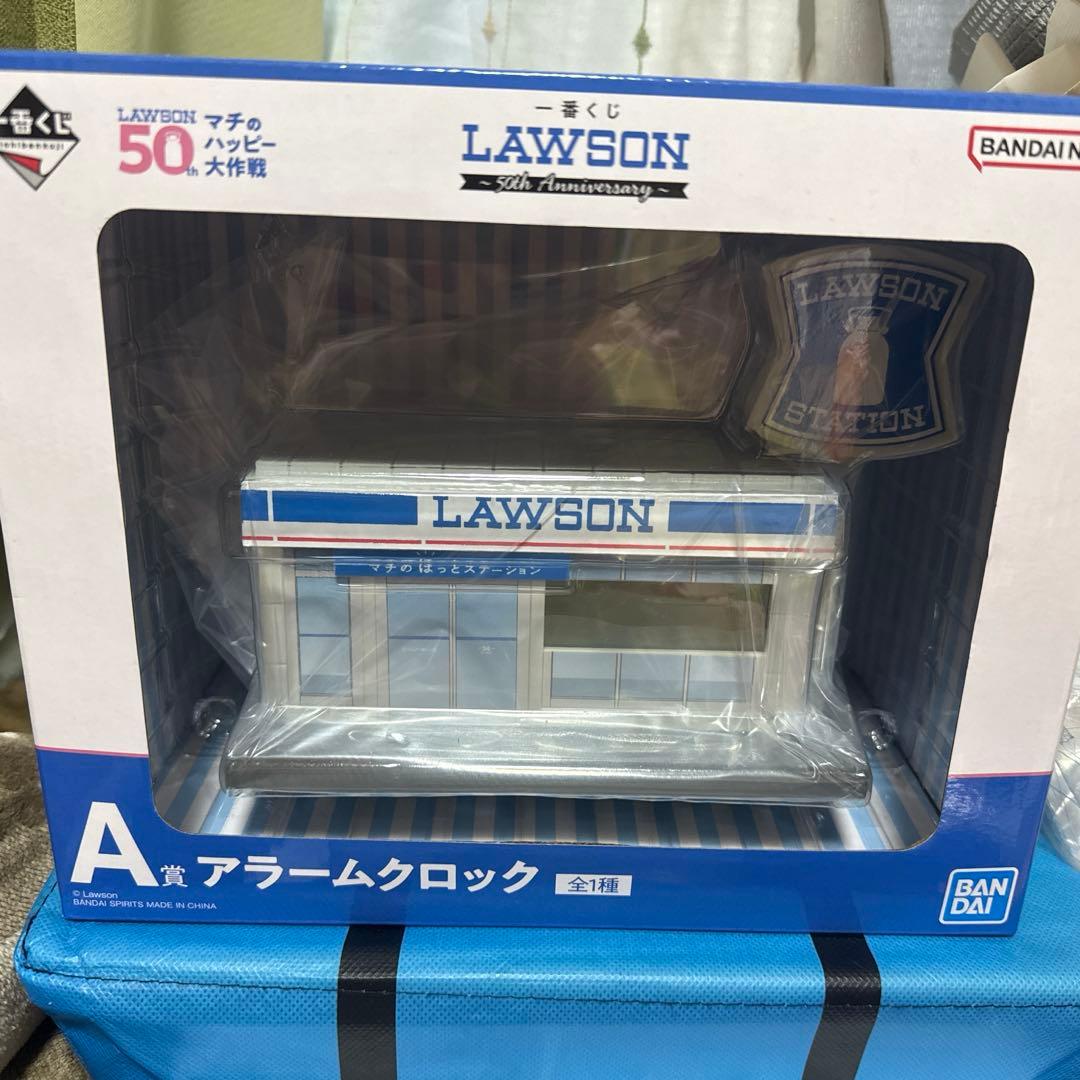 一番くじ
ichibankuji
LAWSON
50th
マチの
ハッピー
大作戦
一番くじ
LAWSON
~50th Anniversary~
BANDAI N
LAWSON
STATION
LAWSON
マチの ほっとステーション
A賞 アラームクロック 全1種
© Lawson
BANDAI SPIRITS MADE IN CHINA
BAN
DAI